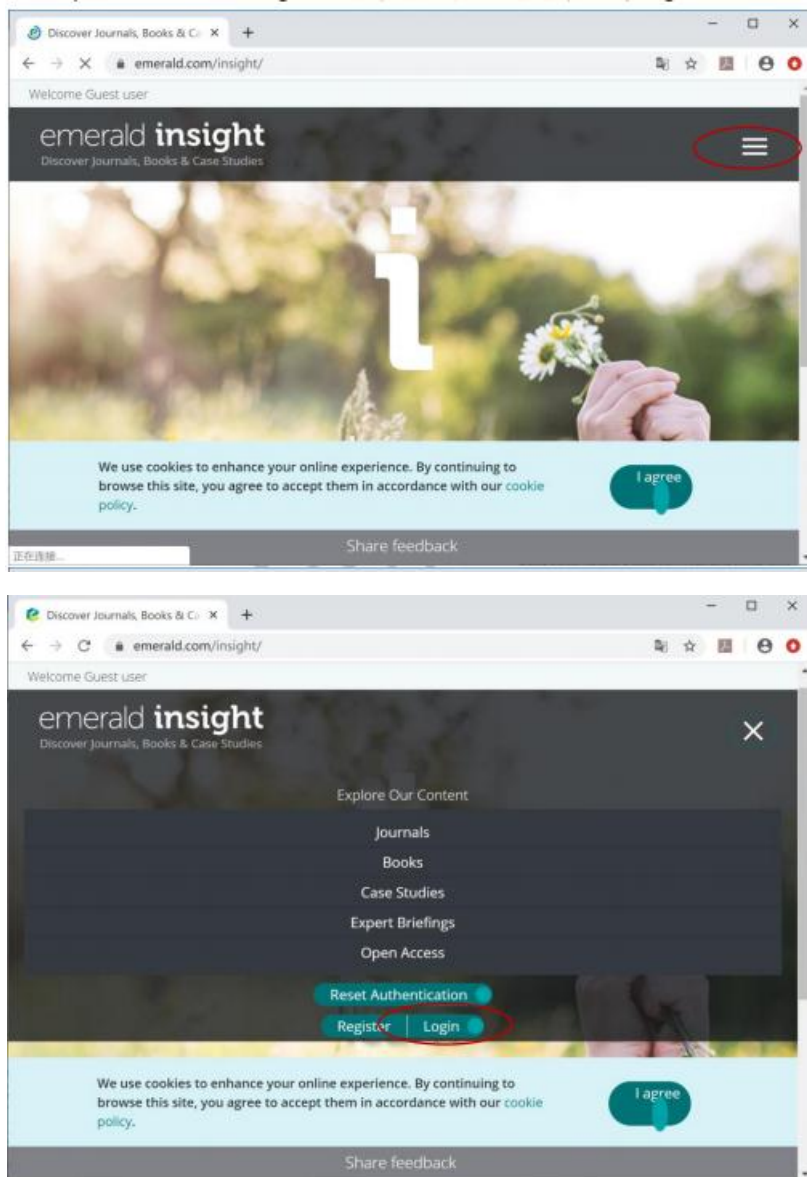 Discover Journals, Books & Ca
emerald.com/insight/
Welcome Guest user
emerald insight
Discover Journals, Books & Case Studies
i
We use cookies to enhance your online experience. By continuing to
browse this site, you agree to accept them in accordance with our cookie
policy.
I agree
Share feedback
正在连接...
Discover Journals, Books & Ca
emerald.com/insight/
Welcome Guest user
emerald insight
Discover Journals, Books & Case Studies
Explore Our Content
Journals
Books
Case Studies
Expert Briefings
Open Access
Reset Authentication
Register Login
We use cookies to enhance your online experience. By continuing to
browse this site, you agree to accept them in accordance with our cookie
policy.
I agree
Share feedback